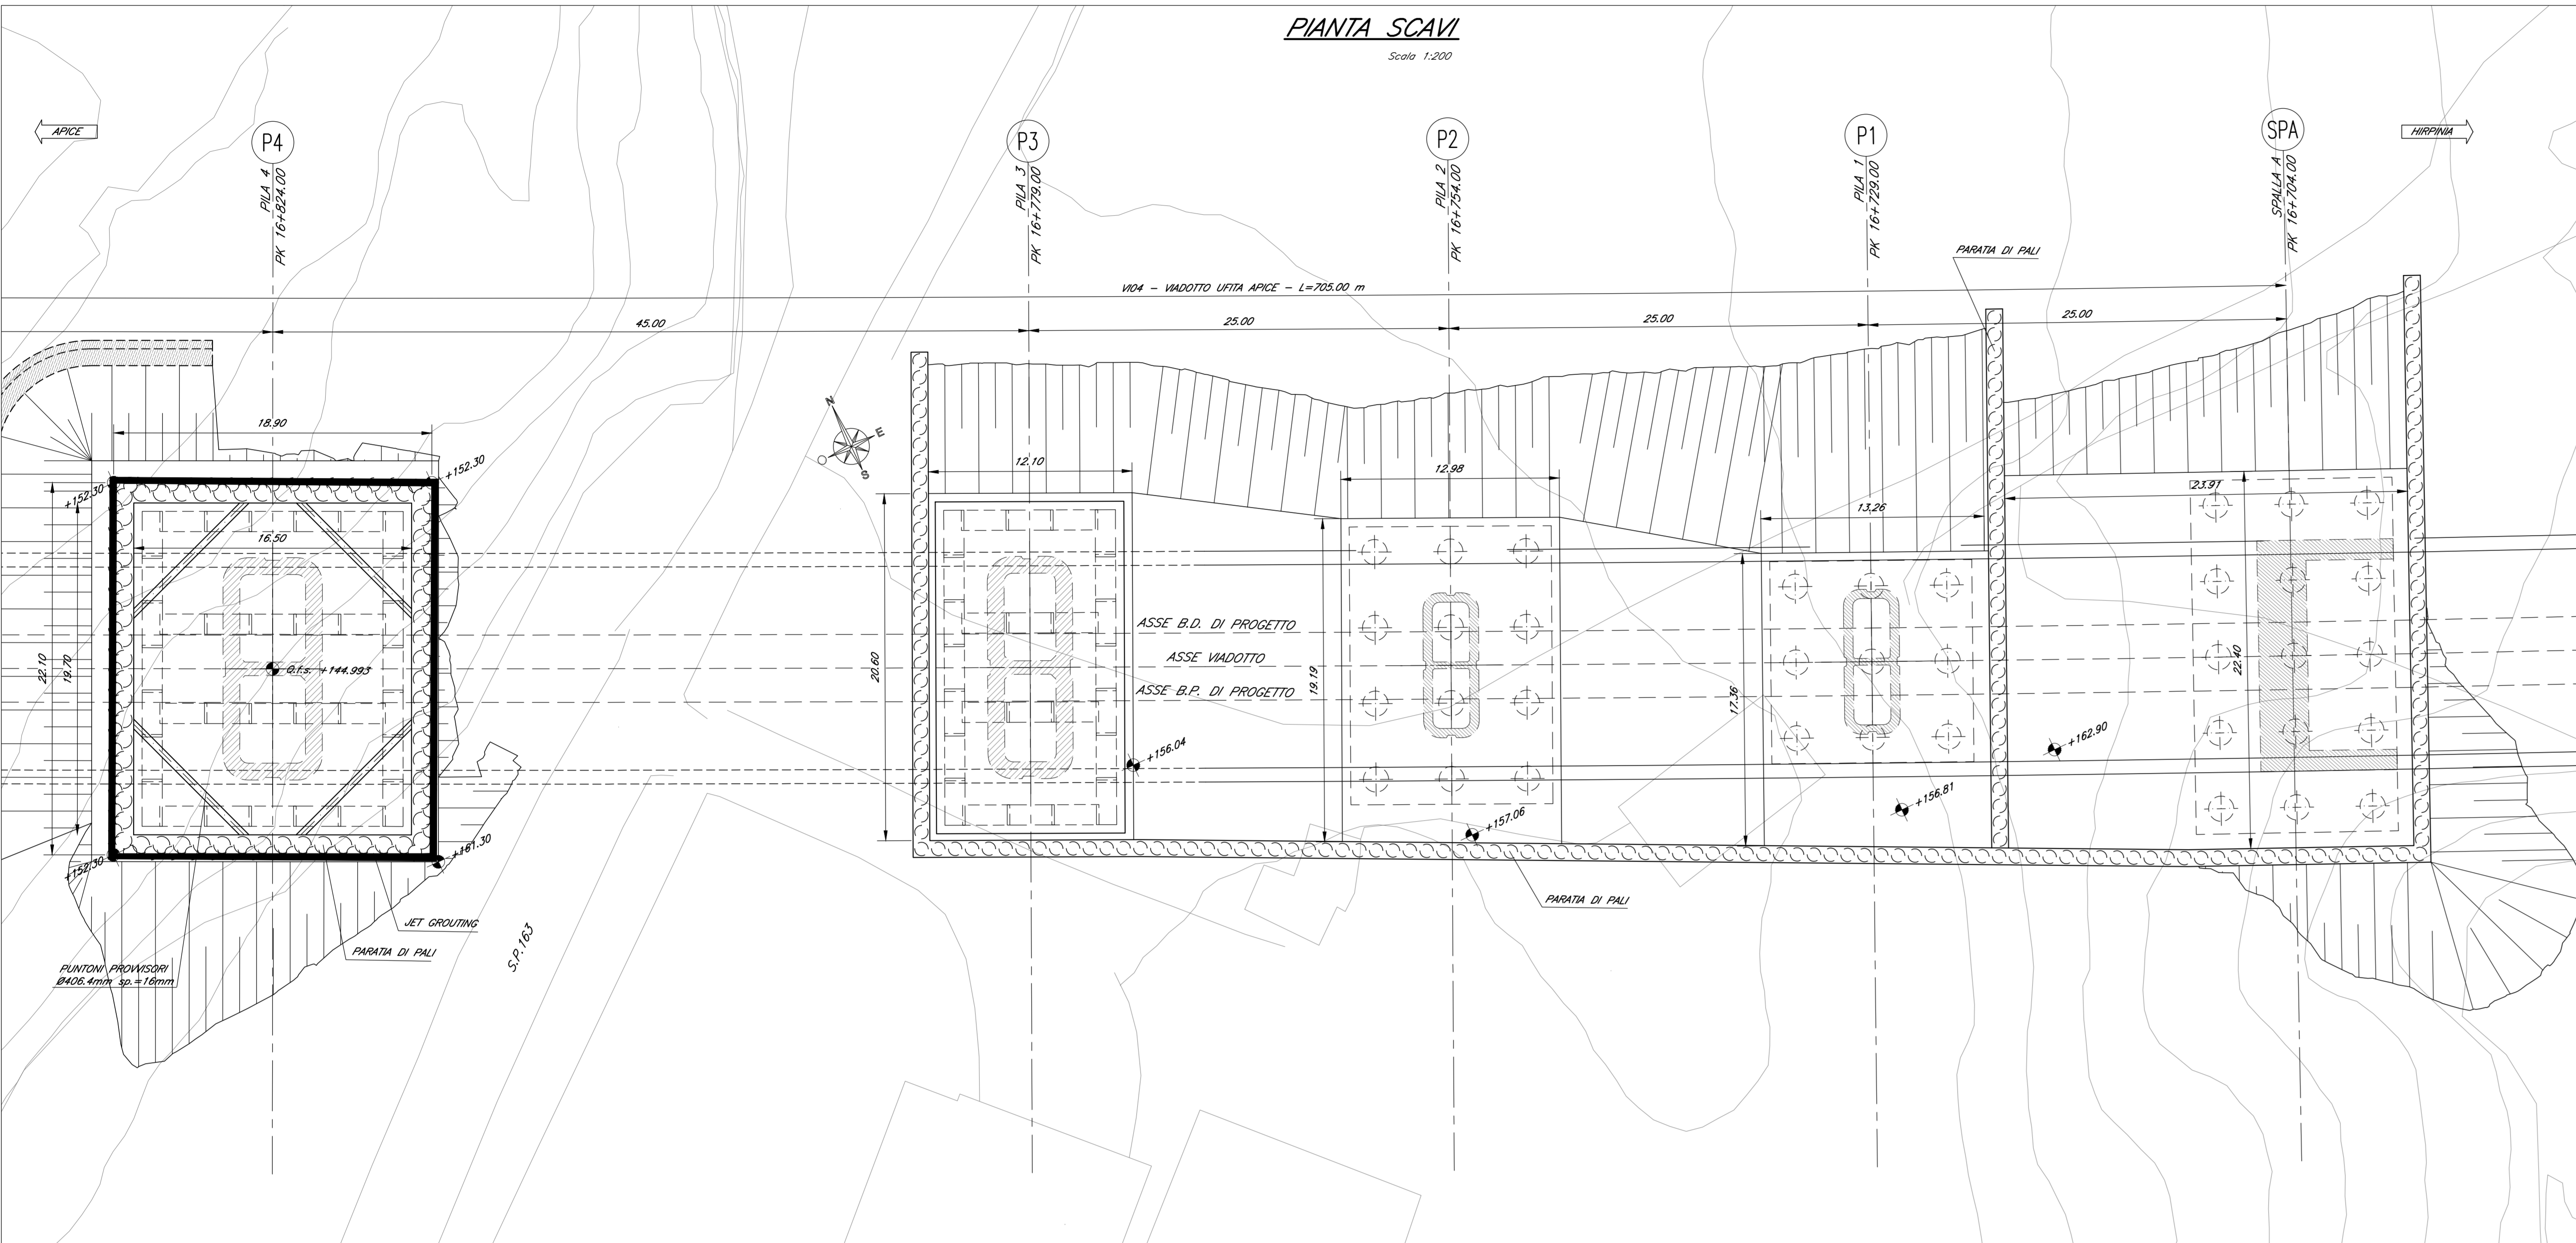 PIANTA SCAVI
Scala 1:200
APICE
P4
P3
P2
P1
SPA
HIRPINIA
PILA 4
PK 16+824.00
PILA 3
PK 16+779.00
PILA 2
PK 16+754.00
PILA 1
PK 16+729.00
SPALLA A
PK 16+704.00
PARATIA DI PALI
VI04 - VIADOTTO UFITA APICE - L=705.00 m
45.00
25.00
25.00
25.00
18.90
N
E
O
S
12.10
12.98
13.26
23.91
+152.30
+152.30
16.50
22.10
19.70
Q.f.s. +144.993
20.60
ASSE B.D. DI PROGETTO
ASSE VIADOTTO
ASSE B.P. DI PROGETTO
19.19
17.36
22.40
+156.04
+162.90
+156.81
+157.06
+152.30
+161.30
PARATIA DI PALI
JET GROUTING
PARATIA DI PALI
S.P.163
PUNTONI PROVVISORI
Ø406.4mm sp.=16mm